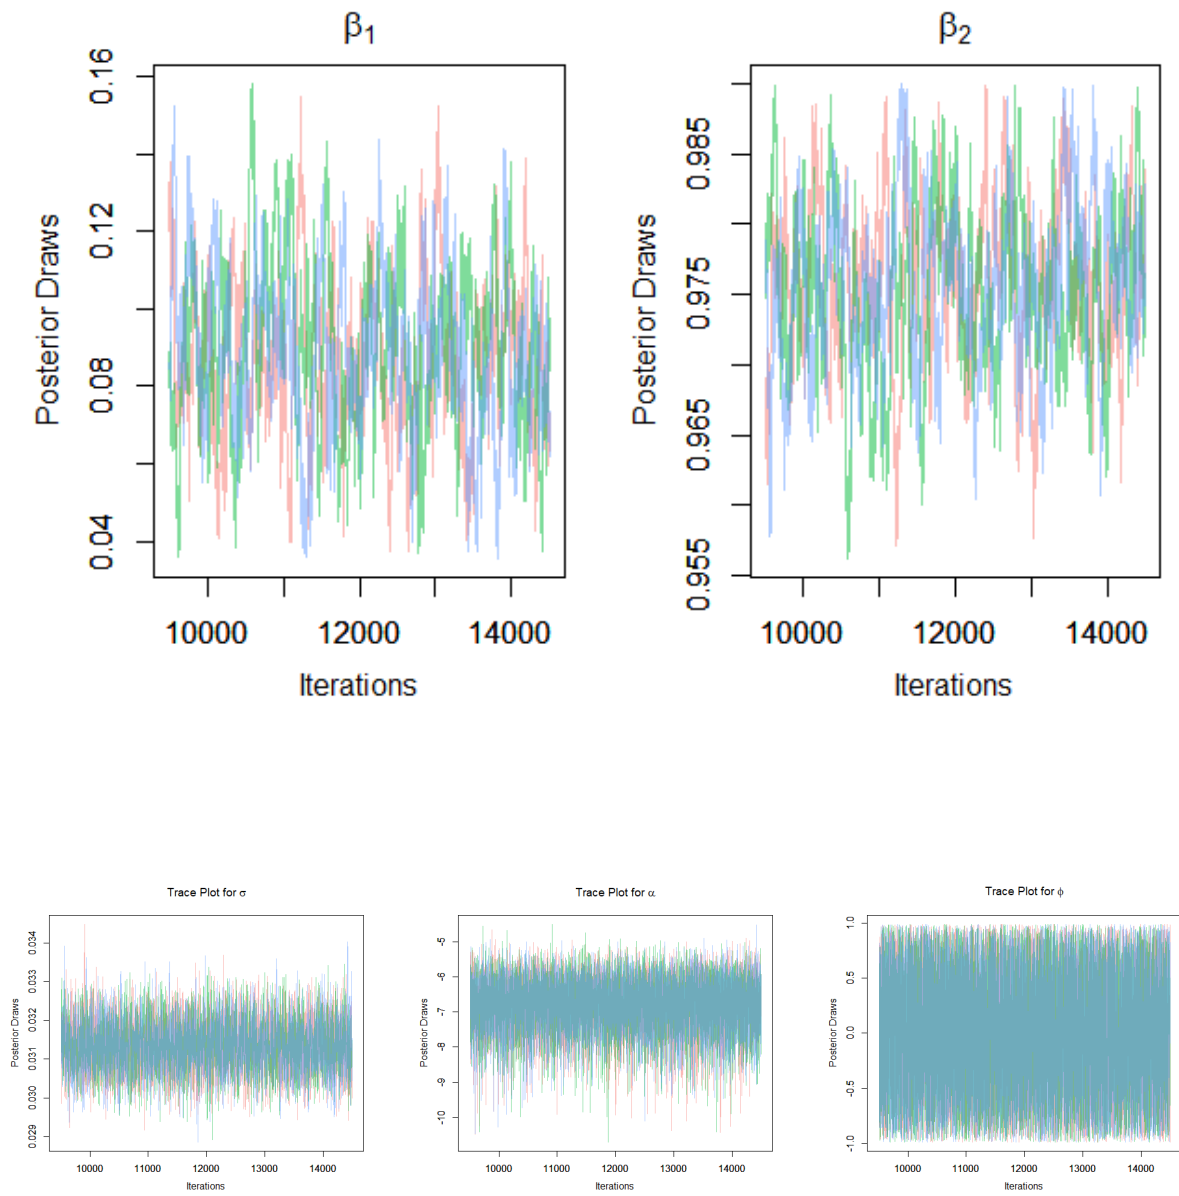 β1
Posterior Draws
0.04 0.08 0.12 0.16
10000 12000 14000
Iterations
β2
Posterior Draws
0.955 0.965 0.975 0.985
10000 12000 14000
Iterations
Trace Plot for σ
Posterior Draws
0.029 0.030 0.031 0.032 0.033 0.034
10000 11000 12000 13000 14000
Iterations
Trace Plot for α
Posterior Draws
-10 -9 -8 -7 -6 -5
10000 11000 12000 13000 14000
Iterations
Trace Plot for ϕ
Posterior Draws
-1.0 -0.5 0.0 0.5 1.0
10000 11000 12000 13000 14000
Iterations